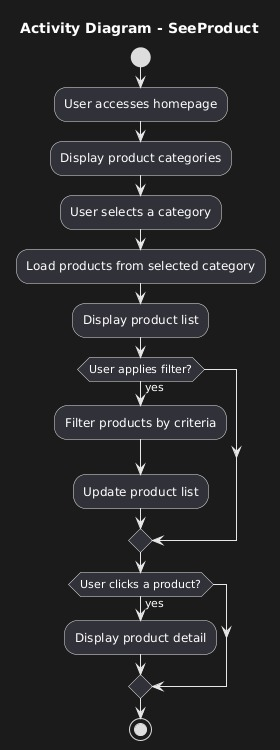 Activity Diagram - SeeProduct
User accesses homepage
Display product categories
User selects a category
Load products from selected category
Display product list
User applies filter?
yes
Filter products by criteria
Update product list
User clicks a product?
yes
Display product detail